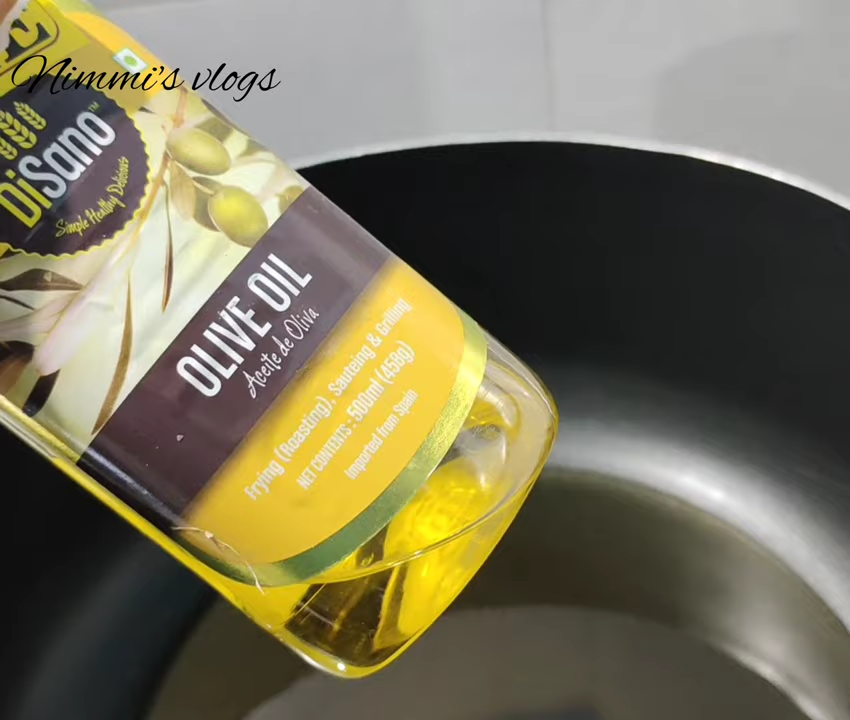 Nimmi's vlogs
DiSano™
Simple Healthy Delicious
OLIVE OIL
Aceite de Oliva
Frying (Roasting), Sauteing & Grilling
NET CONTENTS: 500ml (458g)
Imported from Spain